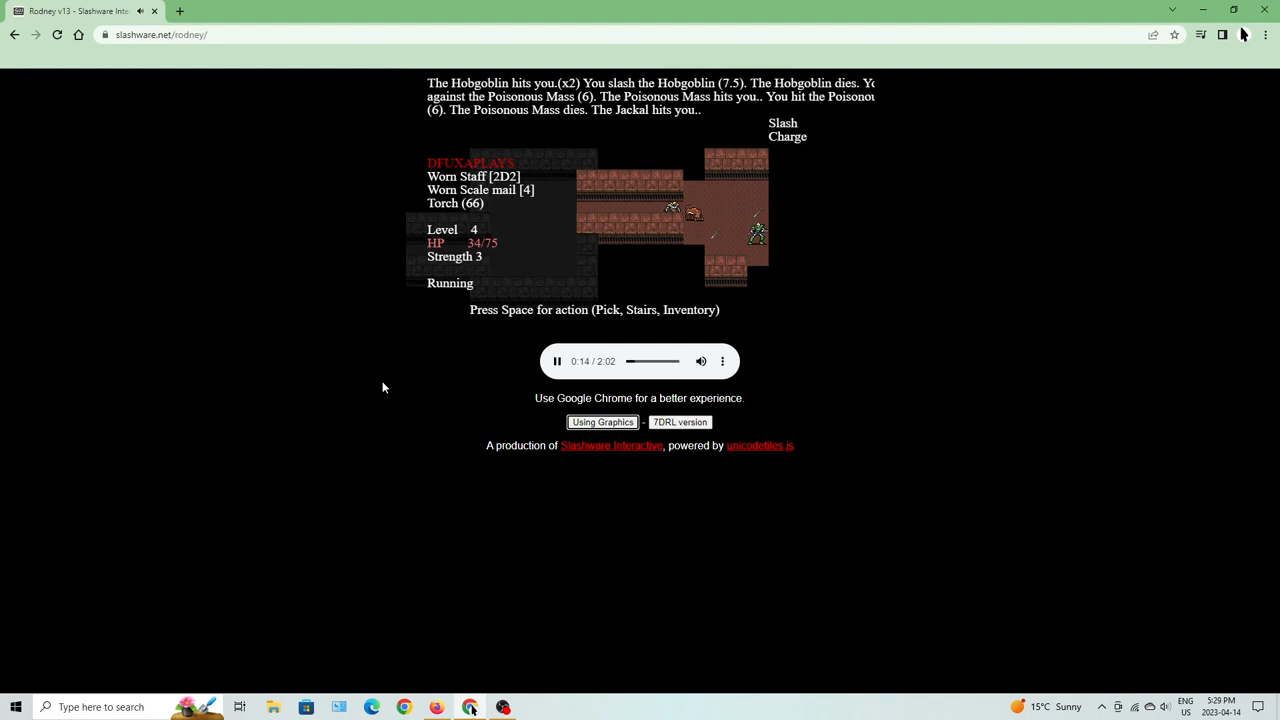 Rodney v13 - Slashware Inte
slashware.net/rodney/
The Hobgoblin hits you.(x2) You slash the Hobgoblin (7.5). The Hobgoblin dies.
against the Poisonous Mass (6). The Poisonous Mass hits you.. You hit the
(6). The Poisonous Mass dies. The Jackal hits you..
Slash
Charge
DFUXAPLAYS
Worn Staff [2D2]
Worn Scale mail [4]
Torch (66)
Level 4
HP 34/75
Strength 3
Running
Press Space for action (Pick, Stairs, Inventory)
0:14 / 2:02
Use Google Chrome for a better experience.
Using Graphics - 7DRL version
A production of Slashware Interactive, powered by unicodetiles.js
Type here to search
15°C Sunny
ENG
US
5:29 PM
2023-04-14